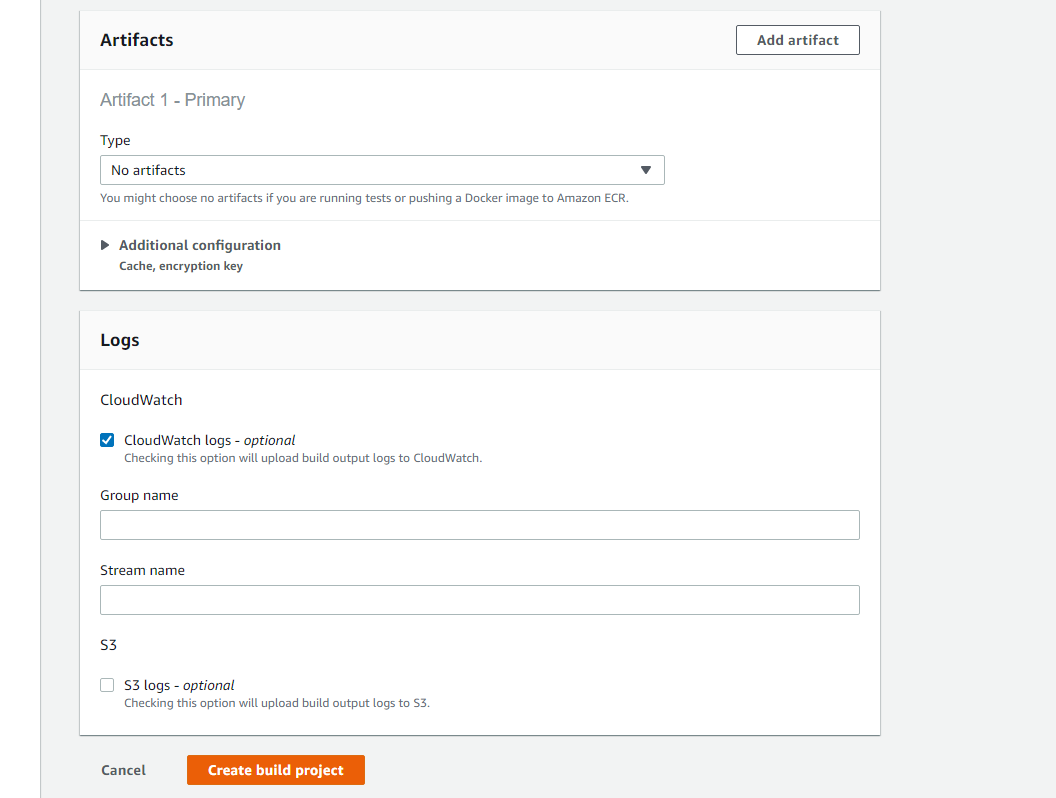 Artifacts
Add artifact
Artifact 1 - Primary
Type
No artifacts
You might choose no artifacts if you are running tests or pushing a Docker image to Amazon ECR.
Additional configuration
Cache, encryption key
Logs
CloudWatch
CloudWatch logs - optional
Checking this option will upload build output logs to CloudWatch.
Group name
Stream name
S3
S3 logs - optional
Checking this option will upload build output logs to S3.
Cancel
Create build project